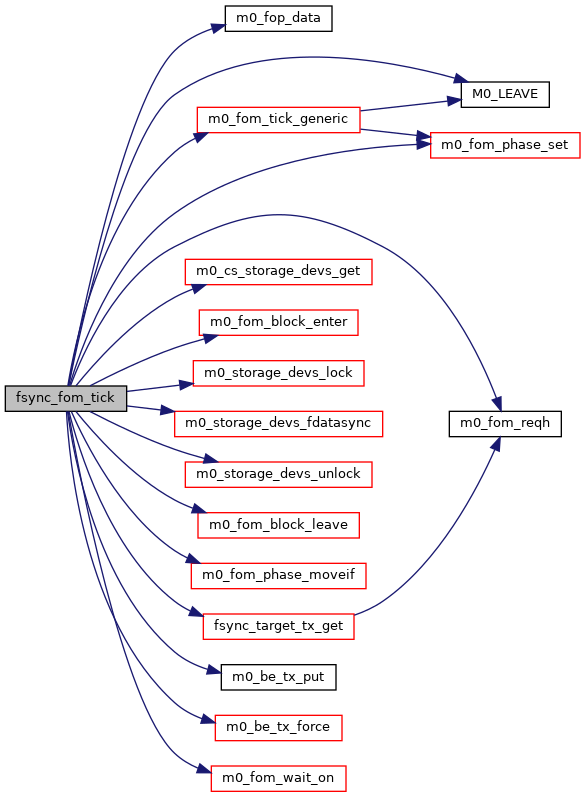 m0_fop_data
M0_LEAVE
m0_fom_tick_generic
m0_fom_phase_set
m0_cs_storage_devs_get
m0_fom_block_enter
m0_storage_devs_lock
fsync_fom_tick
m0_storage_devs_fdatasync
m0_fom_reqh
m0_storage_devs_unlock
m0_fom_block_leave
m0_fom_phase_moveif
fsync_target_tx_get
m0_be_tx_put
m0_be_tx_force
m0_fom_wait_on